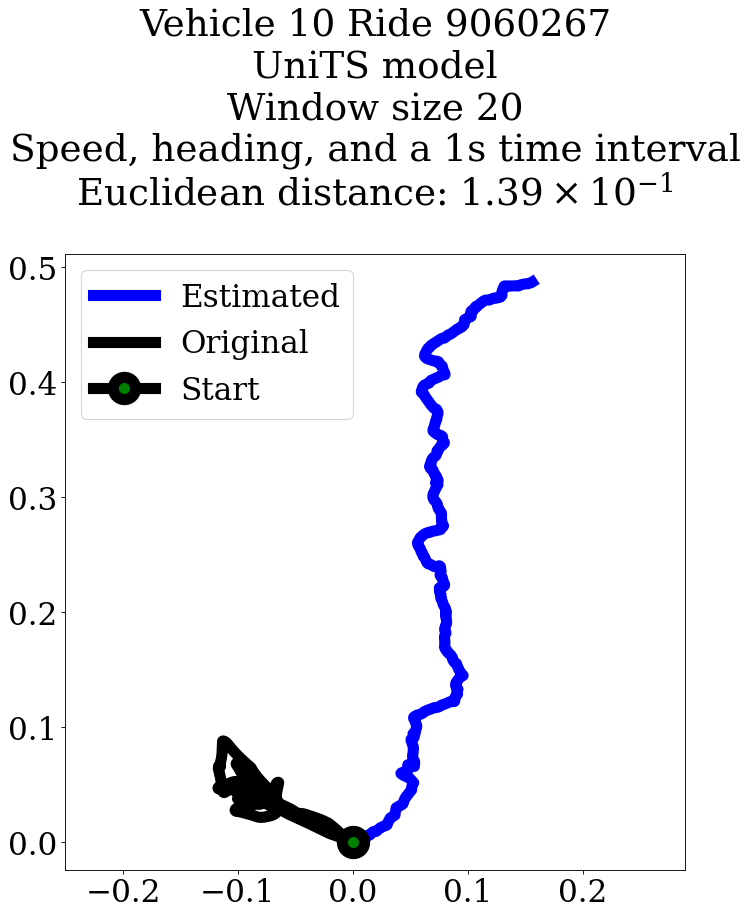 Vehicle 10 Ride 9060267
UniTS model
Window size 20
Speed, heading, and a 1s time interval
Euclidean distance: 1.39 × 10⁻¹
Estimated
Original
Start
0.5
0.4
0.3
0.2
0.1
0.0
−0.2 −0.1 0.0 0.1 0.2